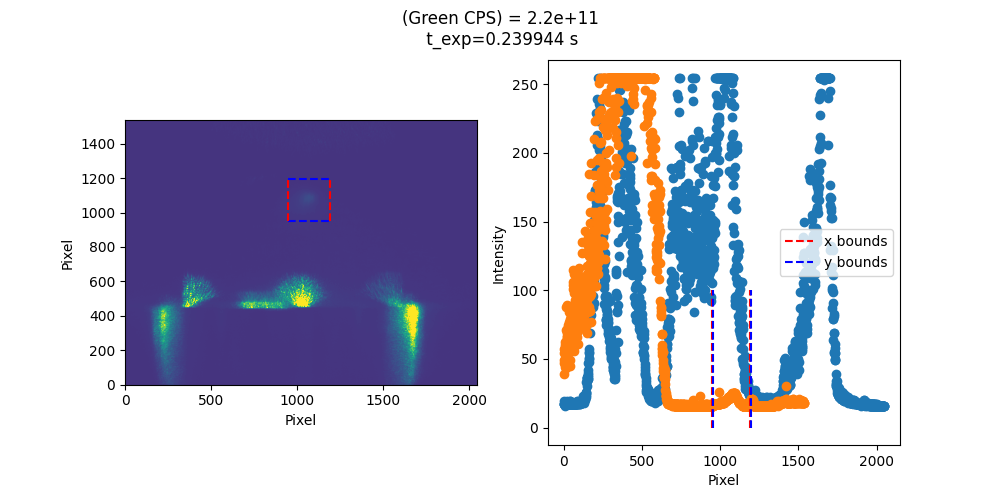 (Green CPS) = 2.2e+11
t_exp=0.239944 s
Pixel
1400
1200
1000
800
600
400
200
0
0 500 1000 1500 2000
Pixel
Intensity
250
200
150
100
50
0
x bounds
y bounds
0 500 1000 1500 2000
Pixel